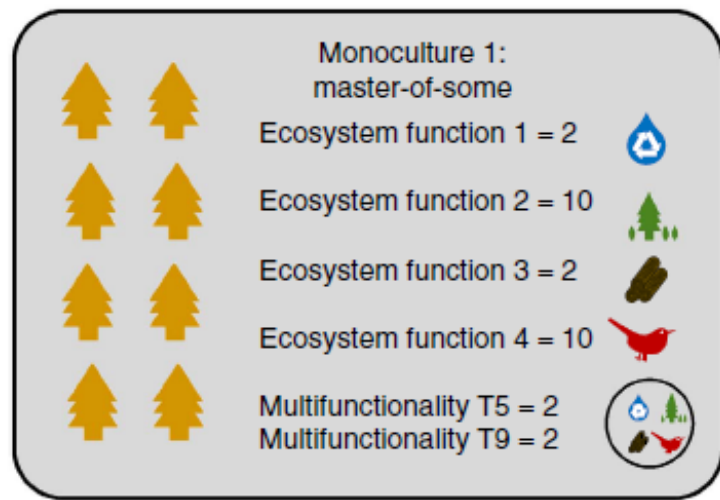 Monoculture 1:
master-of-some
Ecosystem function 1 = 2
Ecosystem function 2 = 10
Ecosystem function 3 = 2
Ecosystem function 4 = 10
Multifunctionality T5 = 2
Multifunctionality T9 = 2